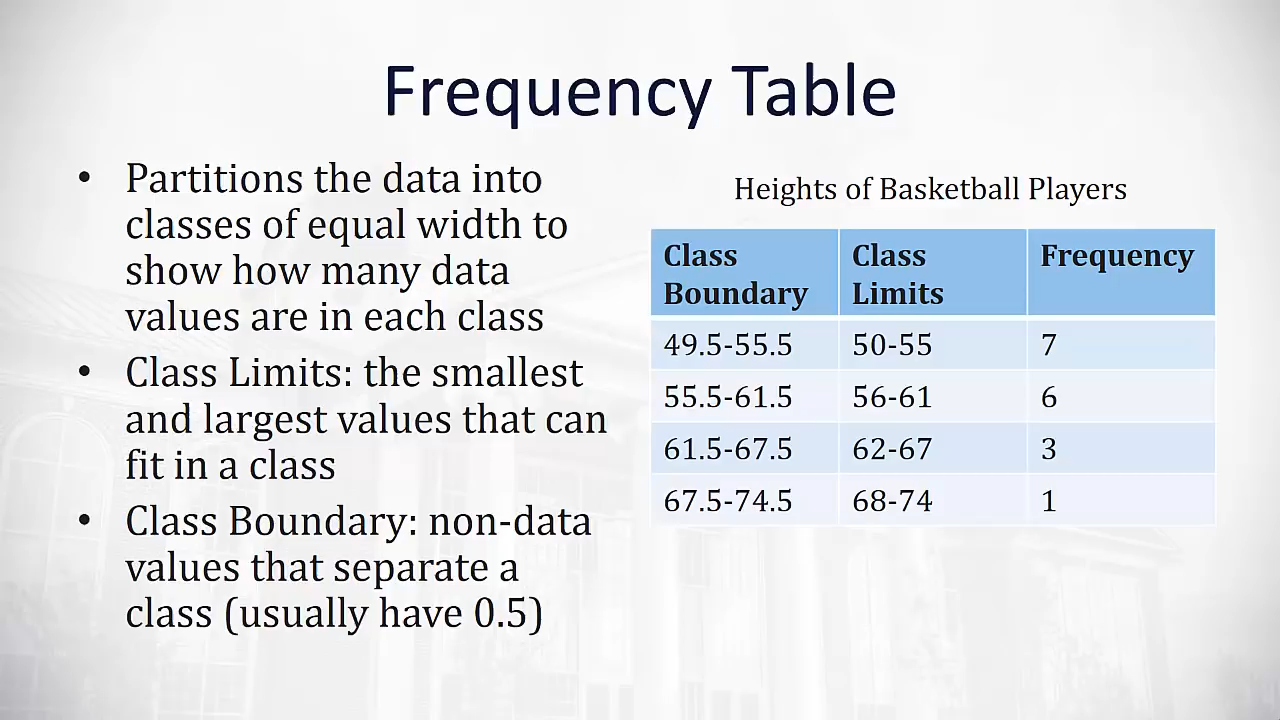 Frequency Table
• Partitions the data into
classes of equal width to
show how many data
values are in each class
• Class Limits: the smallest
and largest values that can
fit in a class
• Class Boundary: non-data
values that separate a
class (usually have 0.5)
Heights of Basketball Players
Class Boundary Class Limits Frequency
49.5-55.5 50-55 7
55.5-61.5 56-61 6
61.5-67.5 62-67 3
67.5-74.5 68-74 1